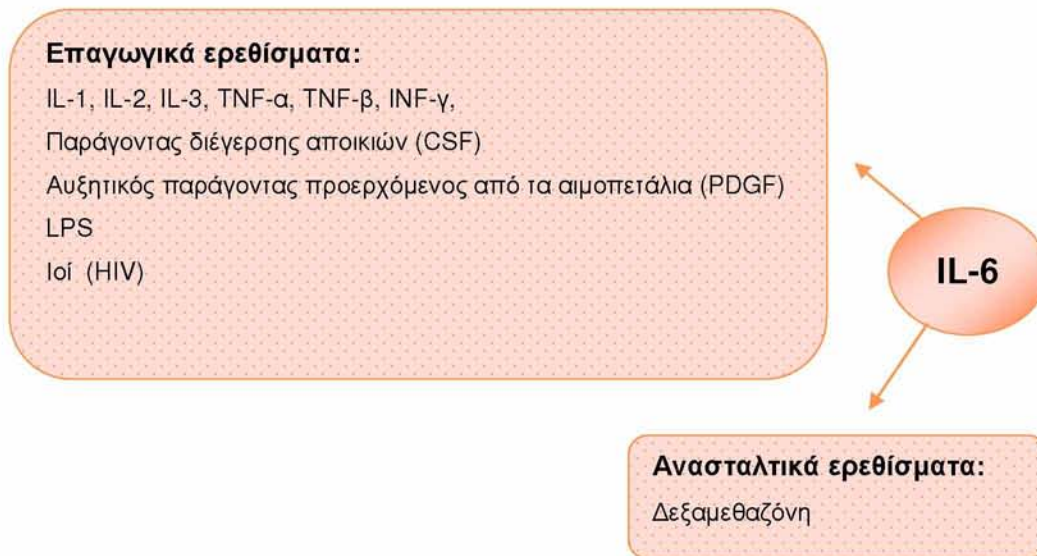 Επαγωγικά ερεθίσματα:
IL-1, IL-2, IL-3, TNF-α, TNF-β, INF-γ,
Παράγοντας διέγερσης αποικιών (CSF)
Αυξητικός παράγοντας προερχόμενος από τα αιμοπετάλια (PDGF)
LPS
Ιοί (HIV)
IL-6
Ανασταλτικά ερεθίσματα:
Δεξαμεθαζόνη